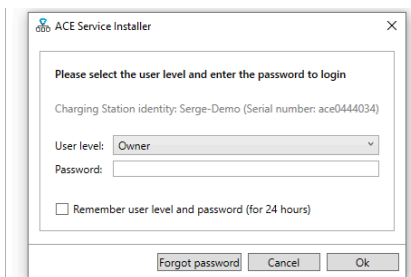 ACE Service Installer
Please select the user level and enter the password to login
Charging Station identity: Serge-Demo (Serial number: ace0444034)
User level: Owner
Password:
Remember user level and password (for 24 hours)
Forgot password Cancel Ok